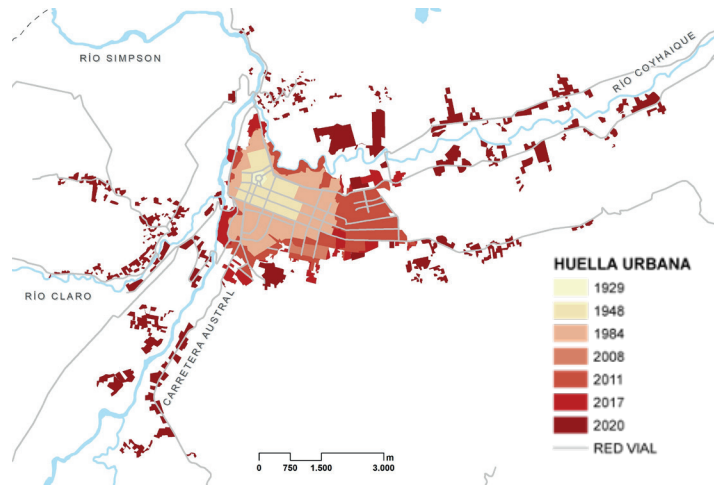 RÍO SIMPSON
RÍO COYHAIQUE
RÍO CLARO
CARRETERA AUSTRAL
HUELLA URBANA
1929
1948
1984
2008
2011
2017
2020
RED VIAL
m
0 750 1.500 3.000